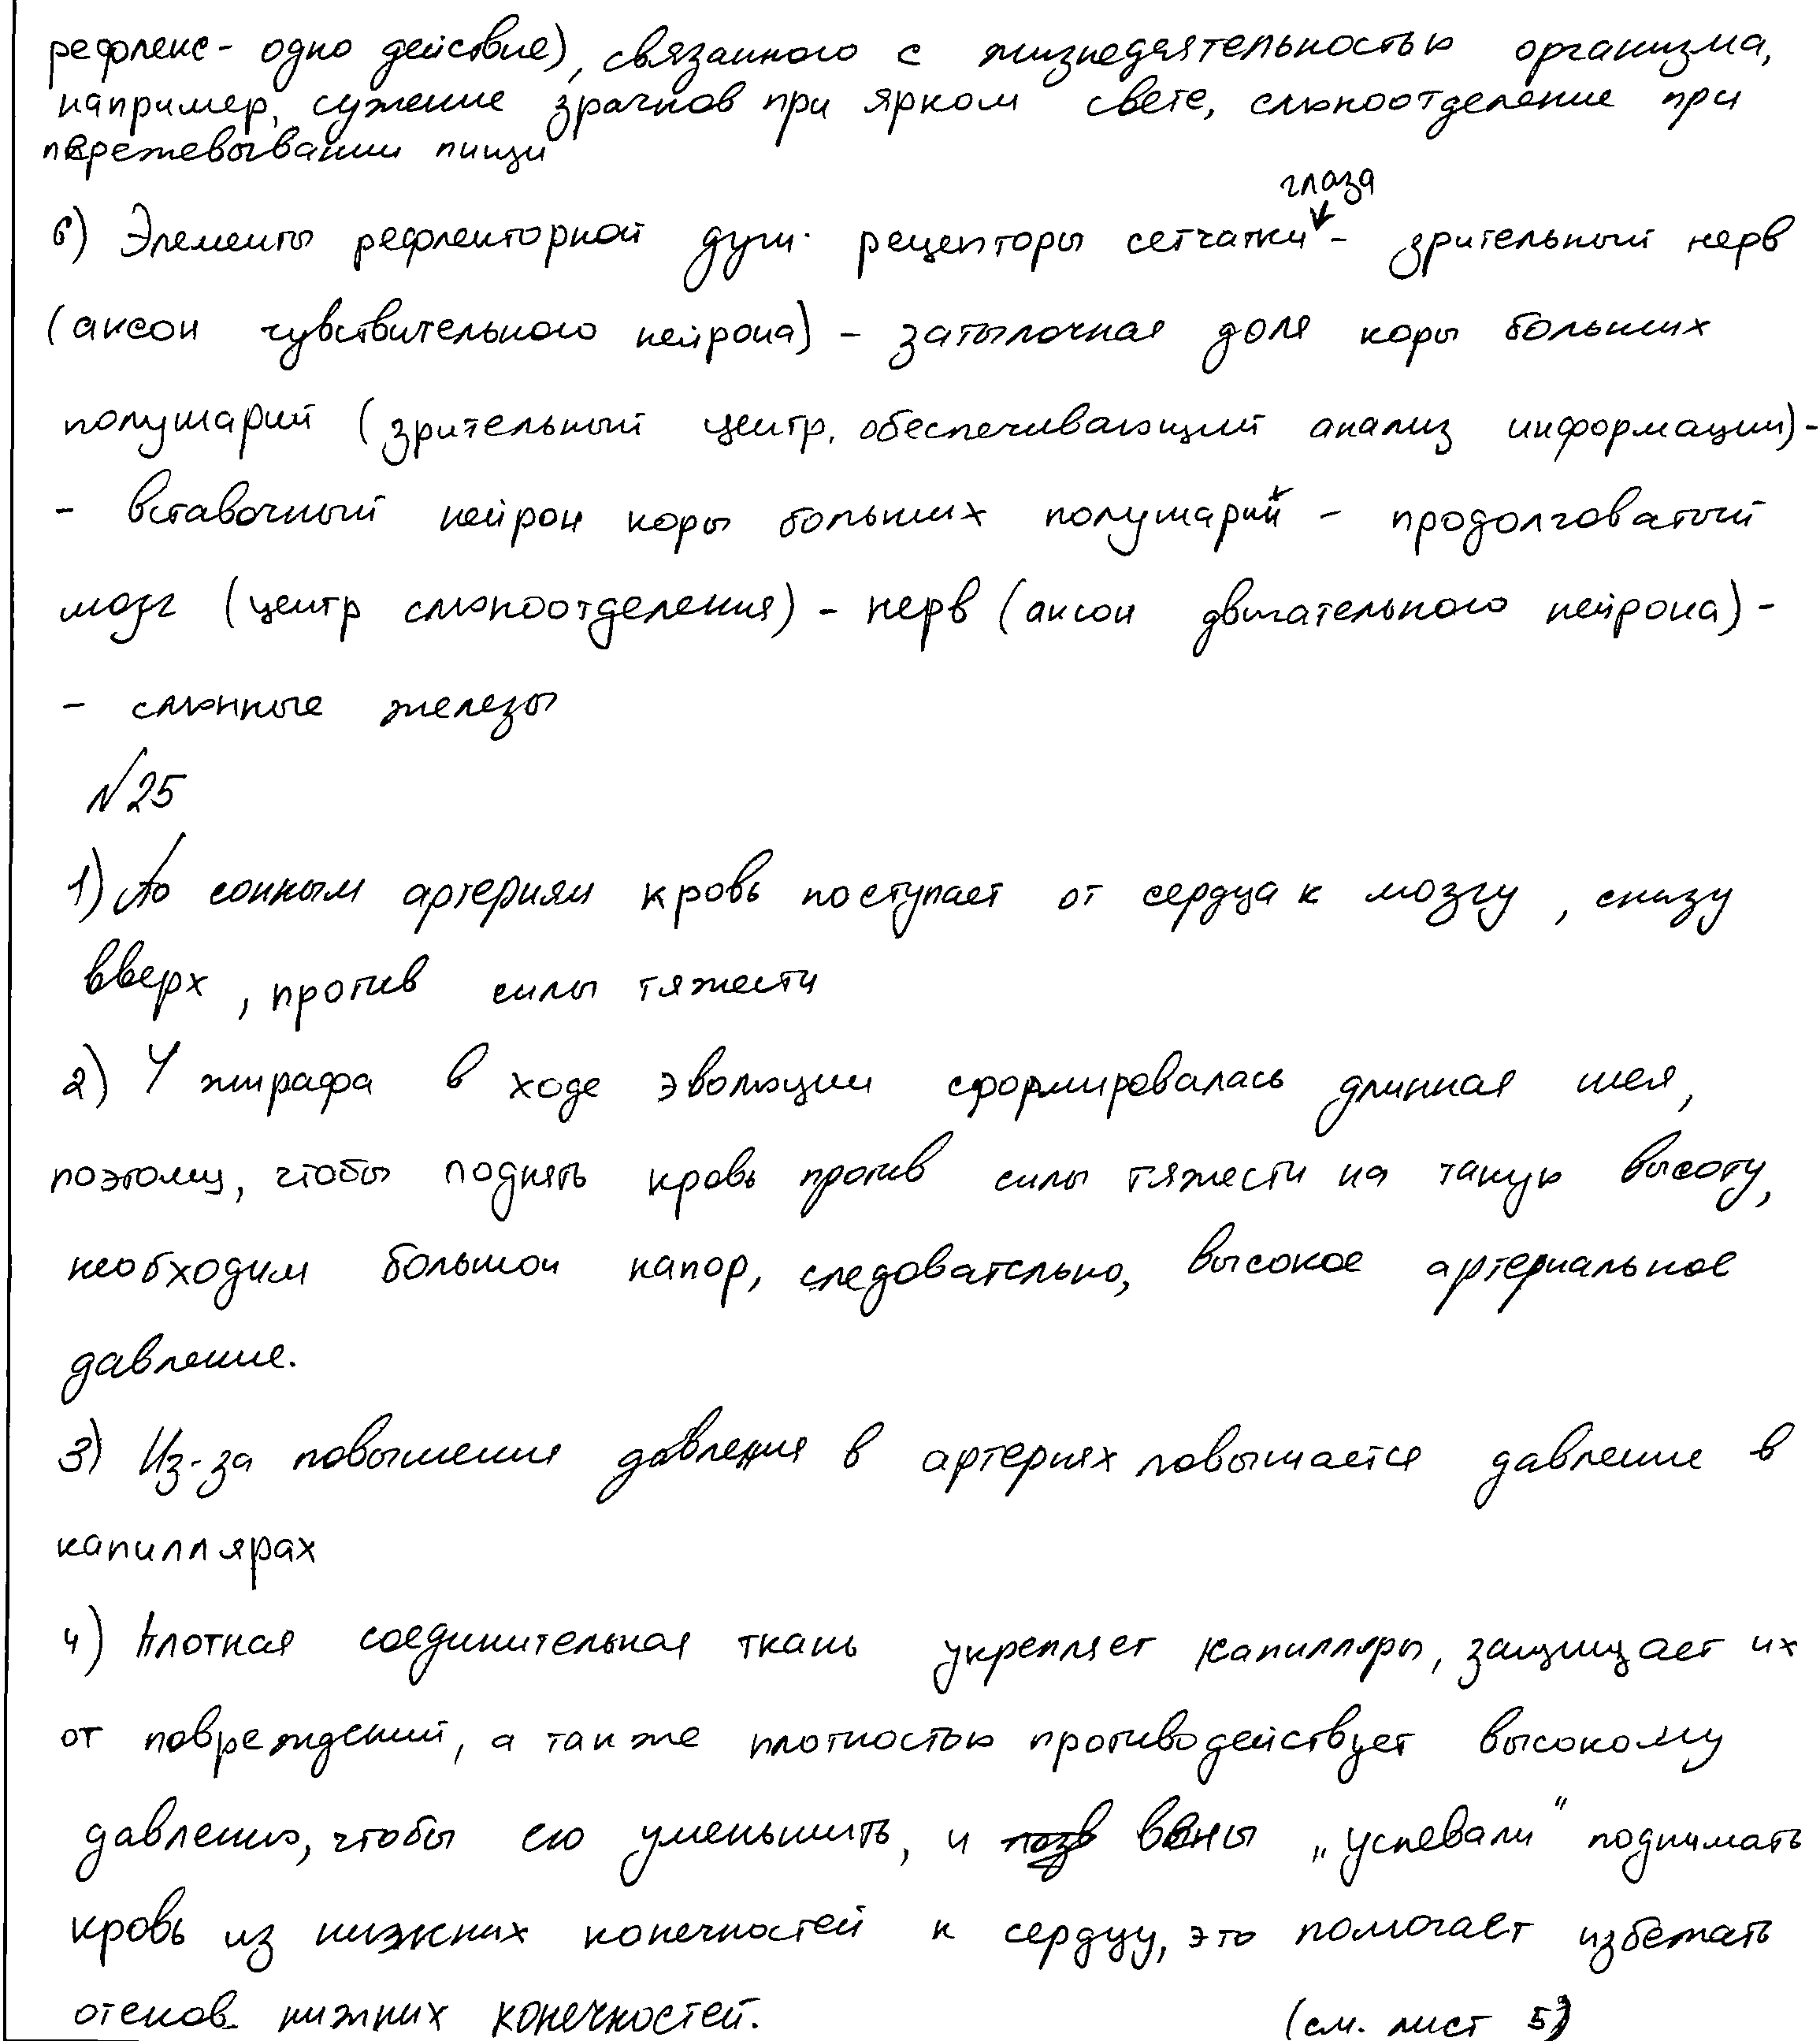 рефлекс - одно действие), связанного с жизнедеятельностью организма,
например, сужение зрачков при ярком свете, слюноотделение при
пережевывании пищи
глаза
6) Элементы рефлекторной дуги: рецепторы сетчатки - зрительный нерв
(аксон чувствительного нейрона) - затылочная доля коры больших
полушарий (зрительный центр, обеспечивающий анализ информации) -
- вставочный нейрон коры больших полушарий - продолговатый
мозг (центр слюноотделения) - нерв (аксон двигательного нейрона) -
- слюнные железы
№25
1) По сонным артериям кровь поступает от сердца к мозгу, снизу
вверх, против силы тяжести
2) У жирафа в ходе эволюции сформировалась длинная шея,
поэтому, чтобы поднять кровь против силы тяжести на такую высоту,
необходим большой напор, следовательно, высокое артериальное
давление.
3) Из-за повышения давления в артериях повышается давление в
капиллярах
4) Плотная соединительная ткань укрепляет капилляры, защищает их
от повреждений, а также плотностью противодействует высокому
давлению, чтобы его уменьшить, и вены „успевали" поднимать
кровь из нижних конечностей к сердцу, это помогает избежать
отеков нижних конечностей.
(см. лист 5)